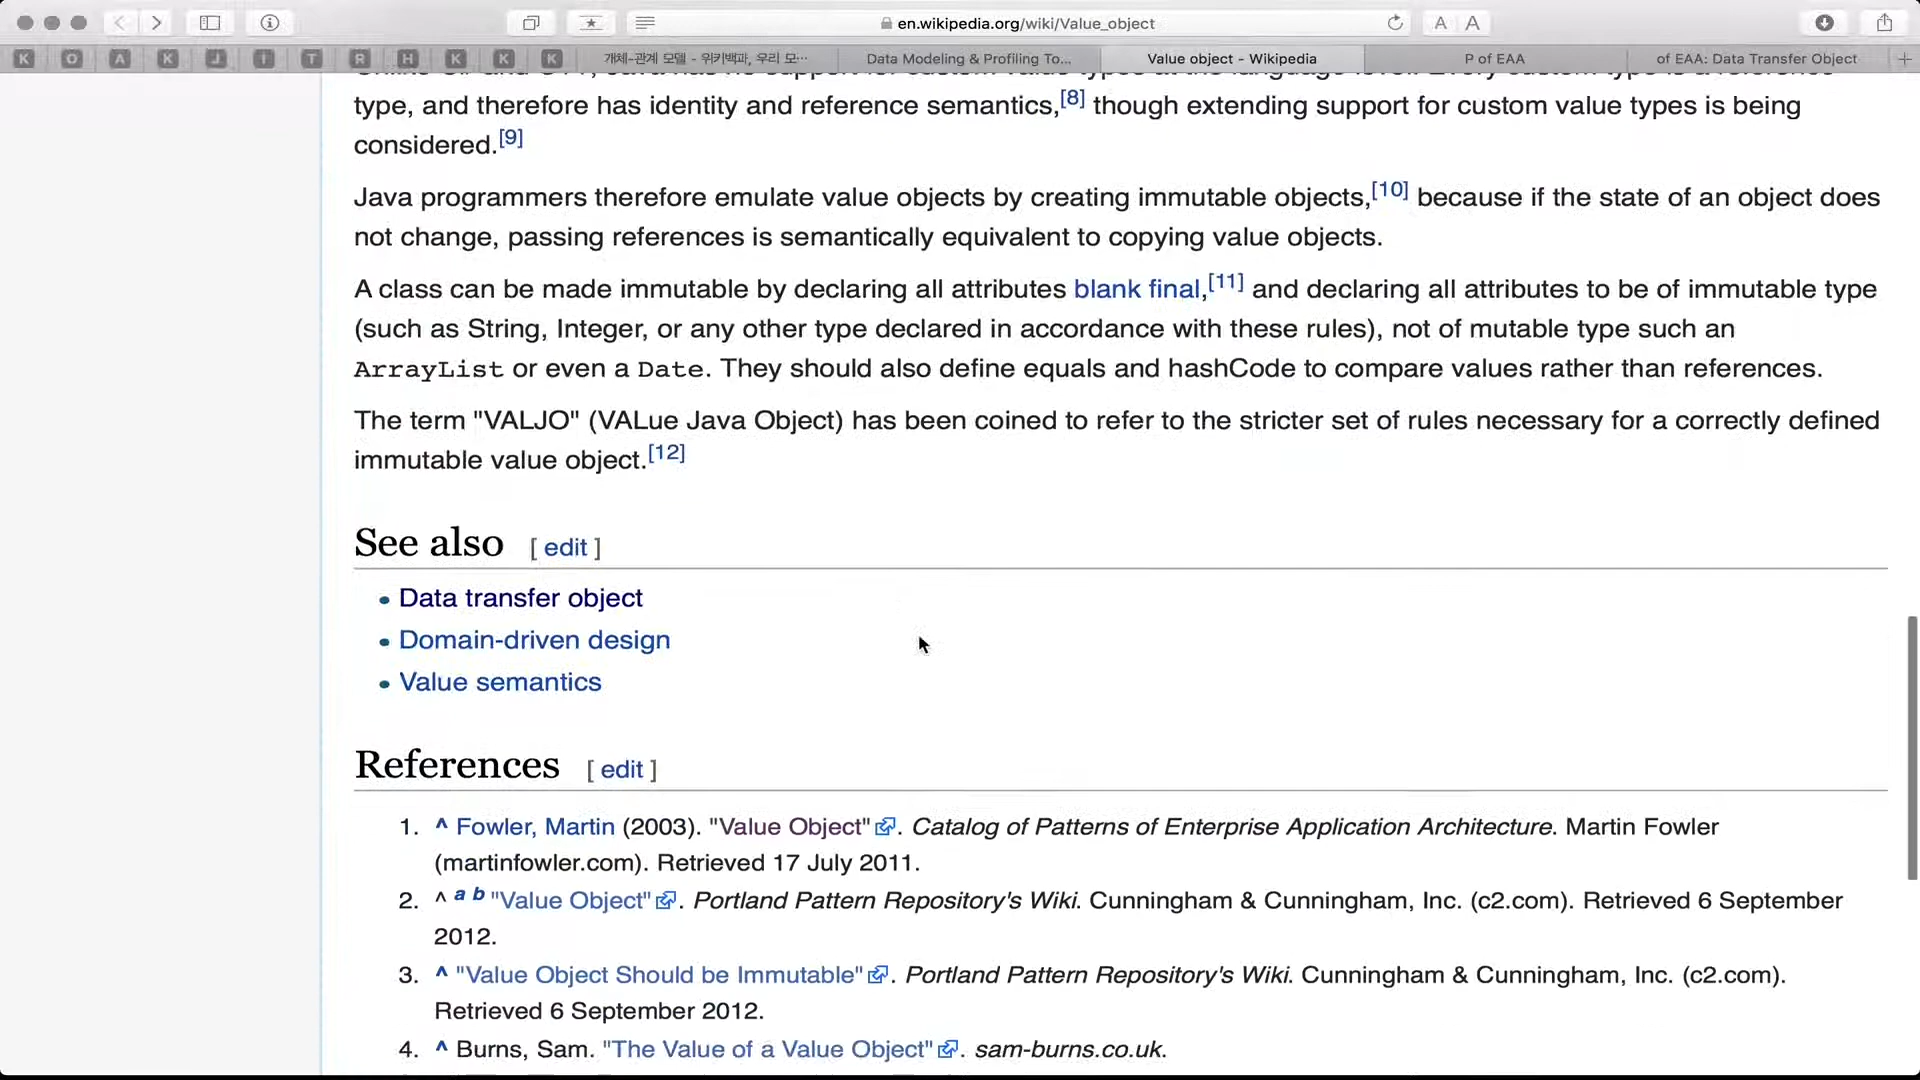 en.wikipedia.org/wiki/Value_object
A A
K O A K J I T R H K K K 개체-관계 모델 - 위키백과, 우리 모… Data Modeling & Profiling To... Value object - Wikipedia P of EAA of EAA: Data Transfer Object
type, and therefore has identity and reference semantics,[8] though extending support for custom value types is being
considered.[9]
Java programmers therefore emulate value objects by creating immutable objects,[10] because if the state of an object does
not change, passing references is semantically equivalent to copying value objects.
A class can be made immutable by declaring all attributes blank final,[11] and declaring all attributes to be of immutable type
(such as String, Integer, or any other type declared in accordance with these rules), not of mutable type such an
ArrayList or even a Date. They should also define equals and hashCode to compare values rather than references.
The term "VALJO" (VALue Java Object) has been coined to refer to the stricter set of rules necessary for a correctly defined
immutable value object.[12]
See also [ edit ]
• Data transfer object
• Domain-driven design
• Value semantics
References [ edit ]
1. ^ Fowler, Martin (2003). "Value Object". Catalog of Patterns of Enterprise Application Architecture. Martin Fowler
(martinfowler.com). Retrieved 17 July 2011.
2. ^ a b "Value Object". Portland Pattern Repository's Wiki. Cunningham & Cunningham, Inc. (c2.com). Retrieved 6 September
2012.
3. ^ "Value Object Should be Immutable". Portland Pattern Repository's Wiki. Cunningham & Cunningham, Inc. (c2.com).
Retrieved 6 September 2012.
4. ^ Burns, Sam. "The Value of a Value Object". sam-burns.co.uk.